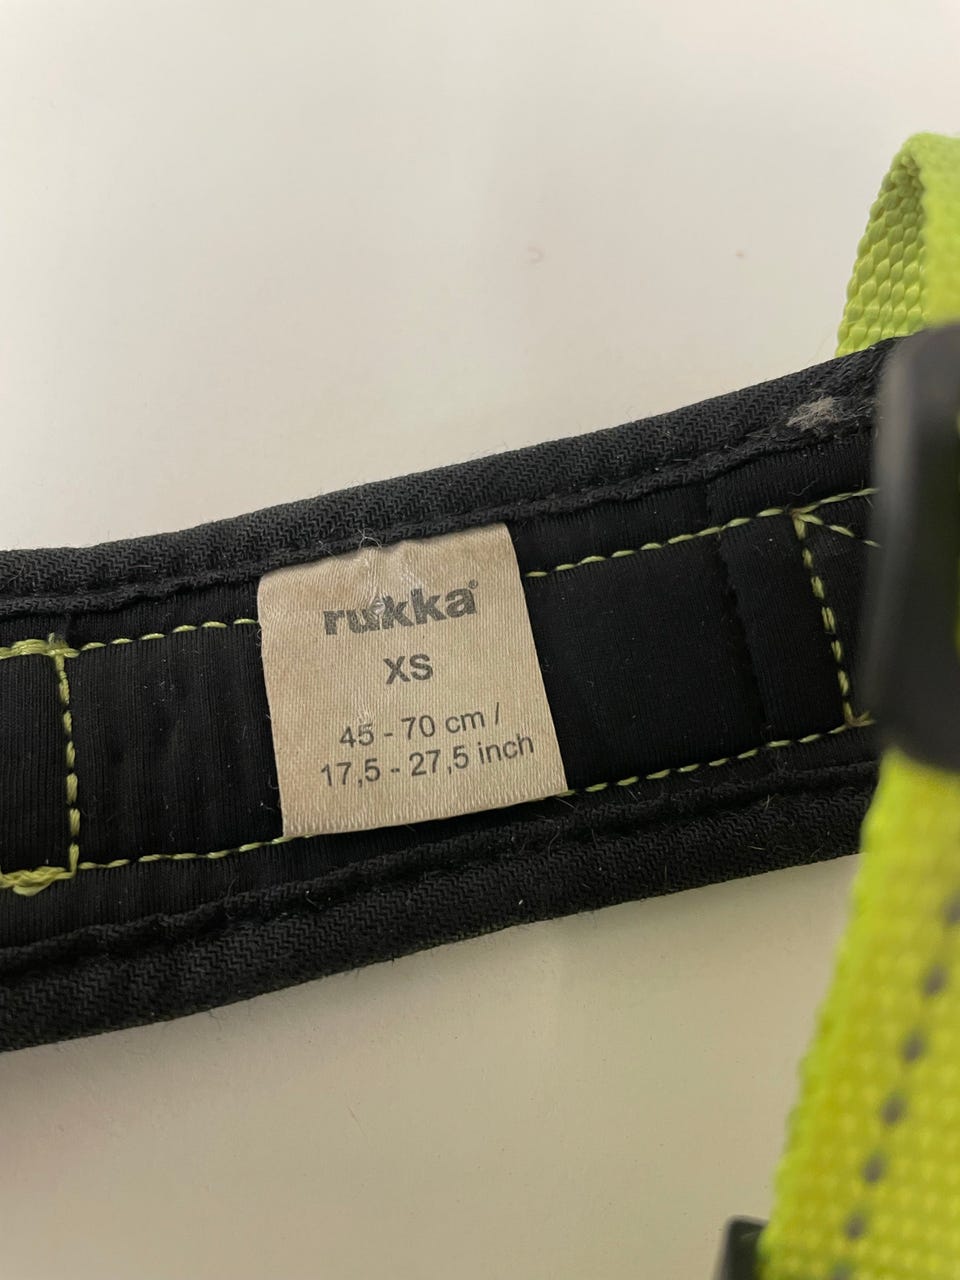 rukka®
XS
45 - 70 cm /
17,5 - 27,5 inch